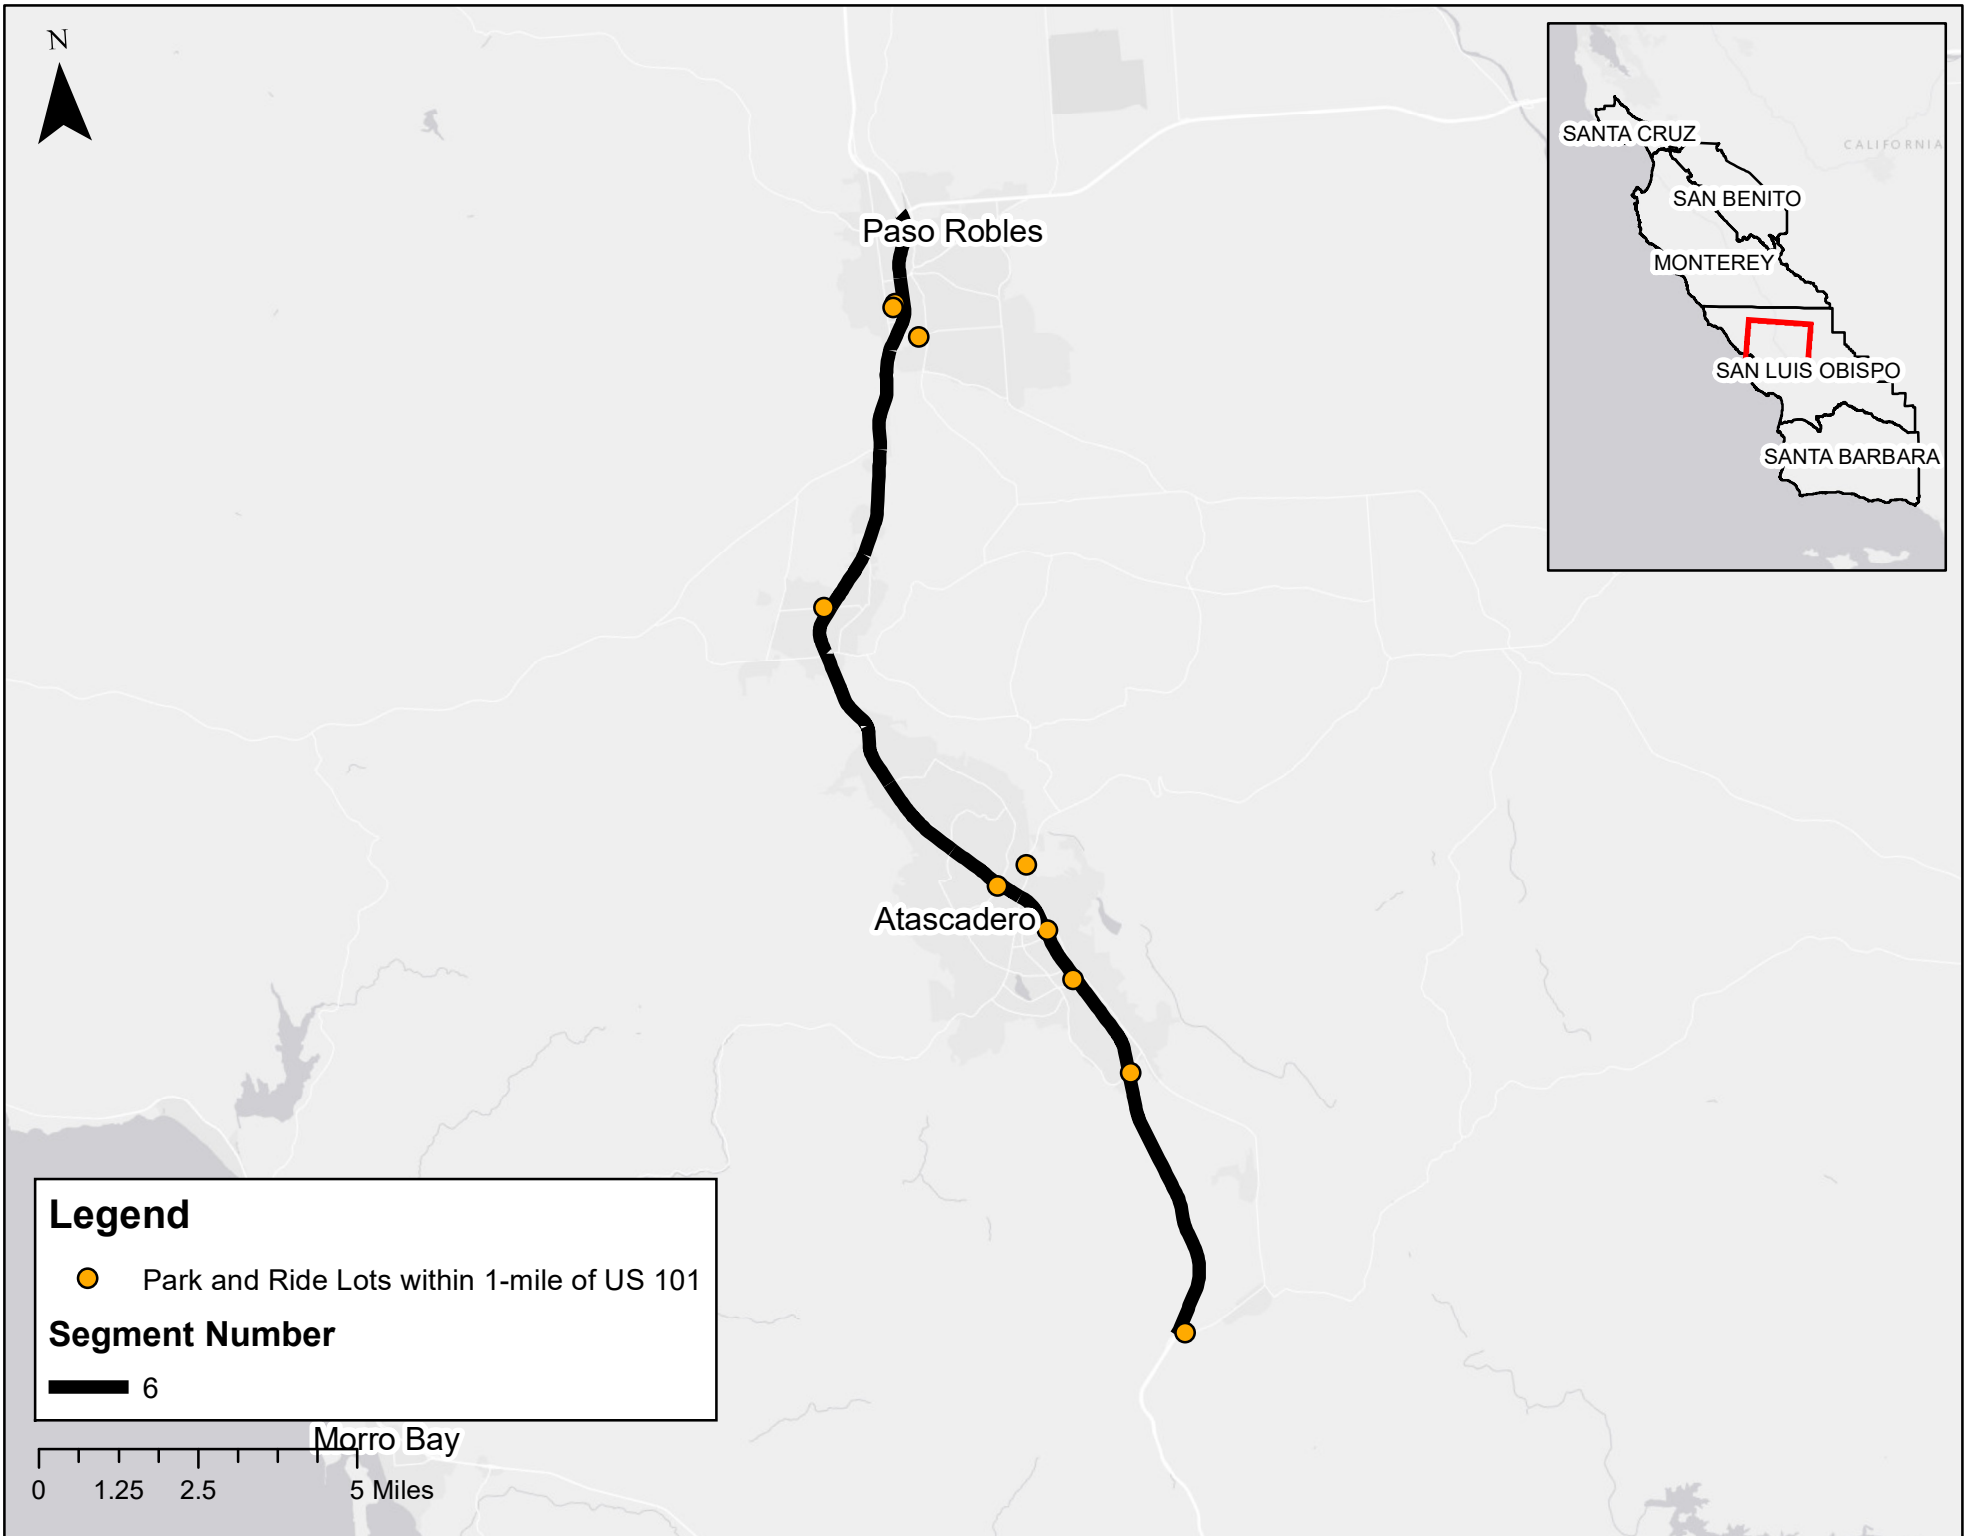 N
SANTA CRUZ
CALIFORNIA
SAN BENITO
MONTEREY
SAN LUIS OBISPO
SANTA BARBARA
Paso Robles
Atascadero
Legend
Park and Ride Lots within 1-mile of US 101
Segment Number
6
Morro Bay
0 1.25 2.5 5 Miles